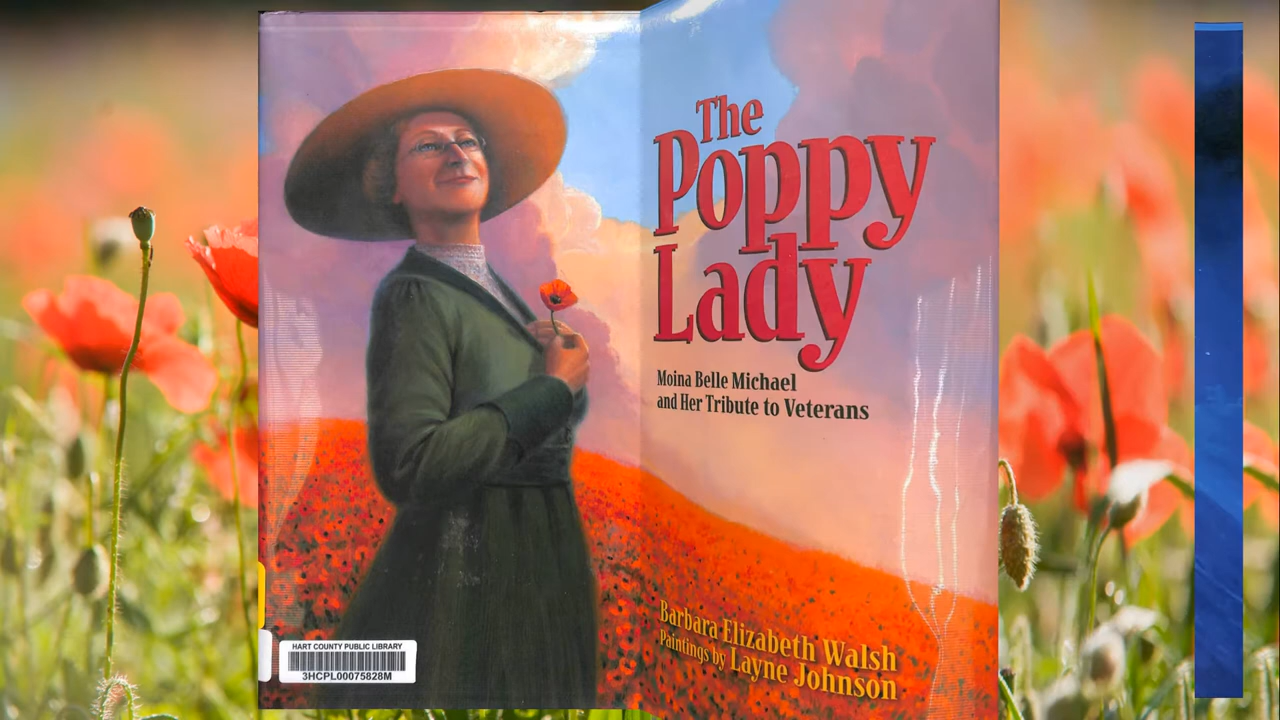 The
Poppy
Lady
Moina Belle Michael
and Her Tribute to Veterans
Barbara Elizabeth Walsh
Paintings by Layne Johnson
HART COUNTY PUBLIC LIBRARY
3HCPL00075828M